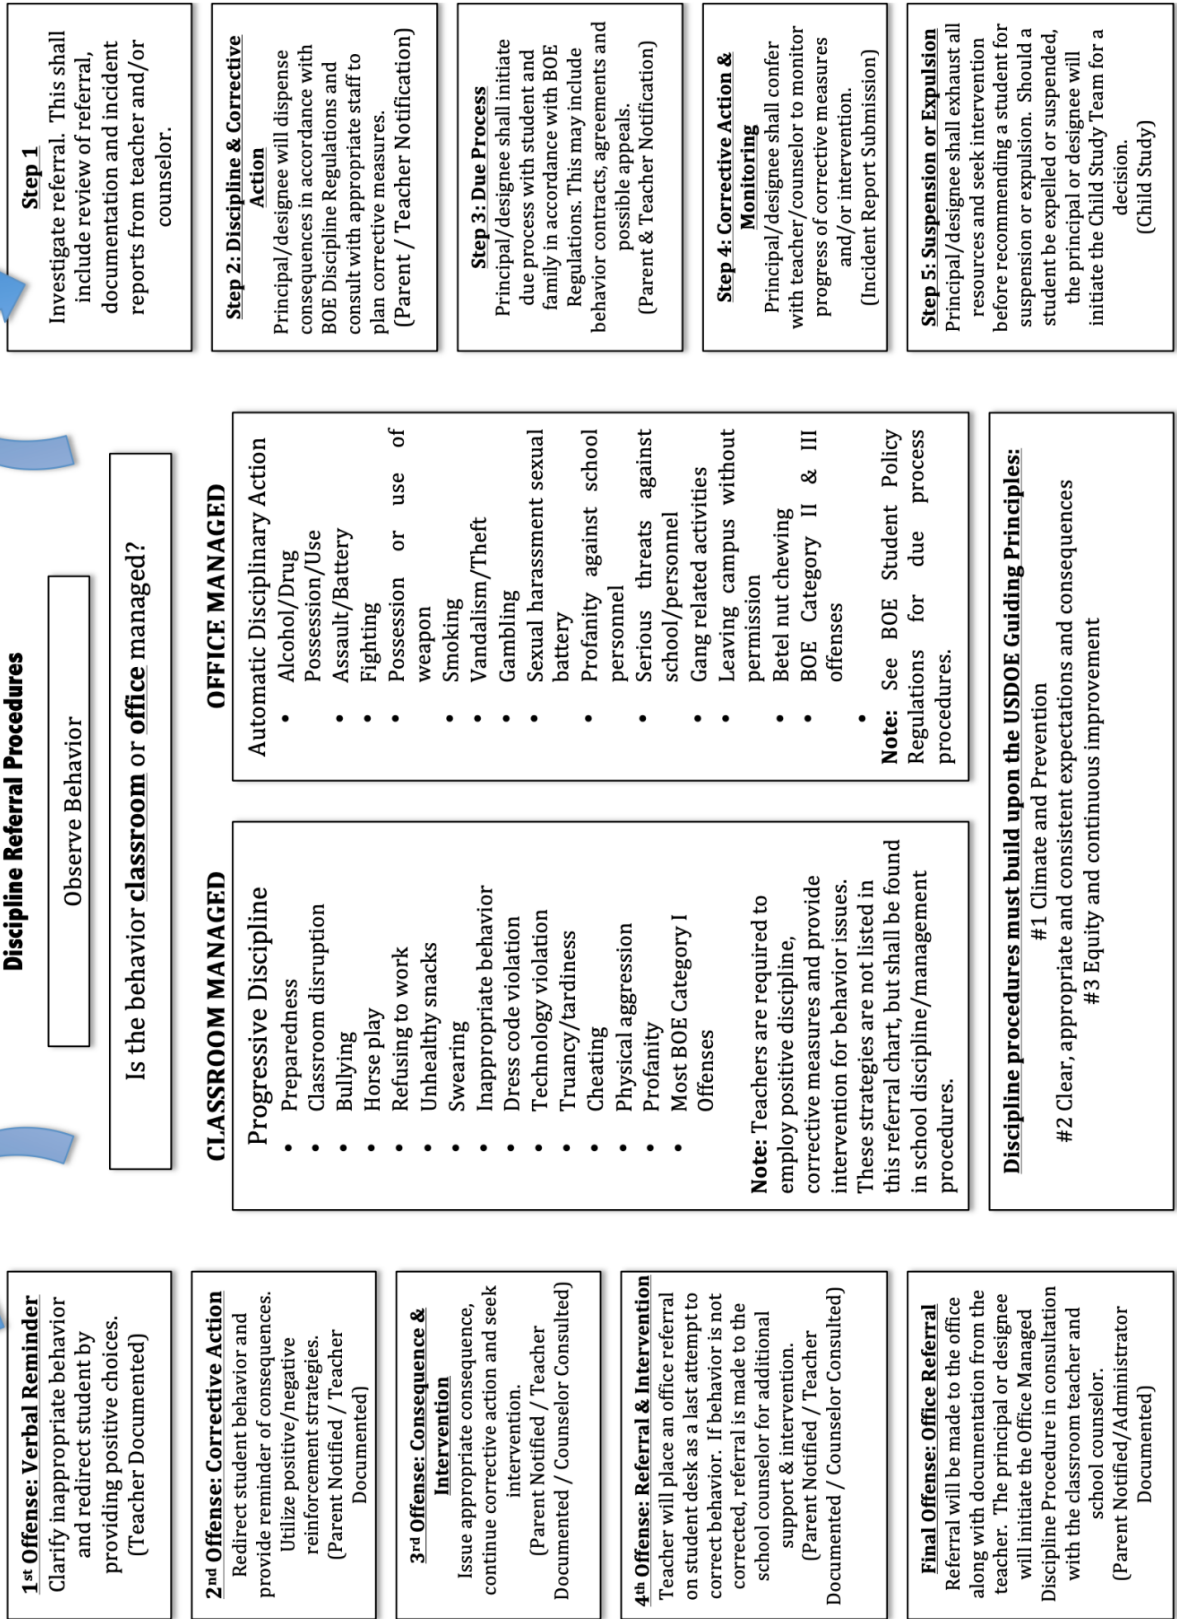 Discipline Referral Procedures
Observe Behavior
Is the behavior classroom or office managed?
1st Offense: Verbal Reminder
Clarify inappropriate behavior
and redirect student by
providing positive choices.
(Teacher Documented)
2nd Offense: Corrective Action
Redirect student behavior and
provide reminder of consequences.
Utilize positive/negative
reinforcement strategies.
(Parent Notified / Teacher
Documented)
3rd Offense: Consequence &
Intervention
Issue appropriate consequence,
continue corrective action and seek
intervention.
(Parent Notified / Teacher
Documented / Counselor Consulted)
4th Offense: Referral & Intervention
Teacher will place an office referral
on student desk as a last attempt to
correct behavior. If behavior is not
corrected, referral is made to the
school counselor for additional
support & intervention.
(Parent Notified / Teacher
Documented / Counselor Consulted)
Final Offense: Office Referral
Referral will be made to the office
along with documentation from the
teacher. The principal or designee
will initiate the Office Managed
Discipline Procedure in consultation
with the classroom teacher and
school counselor.
(Parent Notified/Administrator
Documented)
CLASSROOM MANAGED
Progressive Discipline
• Preparedness
• Classroom disruption
• Bullying
• Horse play
• Refusing to work
• Unhealthy snacks
• Swearing
• Inappropriate behavior
• Dress code violation
• Technology violation
• Truancy/tardiness
• Cheating
• Physical aggression
• Profanity
• Most BOE Category I
Offenses
Note: Teachers are required to
employ positive discipline,
corrective measures and provide
intervention for behavior issues.
These strategies are not listed in
this referral chart, but shall be found
in school discipline/management
procedures.
OFFICE MANAGED
Automatic Disciplinary Action
• Alcohol/Drug
Possession/Use
• Assault/Battery
• Fighting
• Possession or use of
weapon
• Smoking
• Vandalism/Theft
• Gambling
• Sexual harassment sexual
battery
• Profanity against school
personnel
• Serious threats against
school/personnel
• Gang related activities
• Leaving campus without
permission
• Betel nut chewing
• BOE Category II & III
offenses
•
Note: See BOE Student Policy
Regulations for due process
procedures.
Discipline procedures must build upon the USDOE Guiding Principles:
#1 Climate and Prevention
#2 Clear, appropriate and consistent expectations and consequences
#3 Equity and continuous improvement
Step 1
Investigate referral. This shall
include review of referral,
documentation and incident
reports from teacher and/or
counselor.
Step 2: Discipline & Corrective
Action
Principal/designee will dispense
consequences in accordance with
BOE Discipline Regulations and
consult with appropriate staff to
plan corrective measures.
(Parent / Teacher Notification)
Step 3: Due Process
Principal/designee shall initiate
due process with student and
family in accordance with BOE
Regulations. This may include
behavior contracts, agreements and
possible appeals.
(Parent & Teacher Notification)
Step 4: Corrective Action &
Monitoring
Principal/designee shall confer
with teacher/counselor to monitor
progress of corrective measures
and/or intervention.
(Incident Report Submission)
Step 5: Suspension or Expulsion
Principal/designee shall exhaust all
resources and seek intervention
before recommending a student for
suspension or expulsion. Should a
student be expelled or suspended,
the principal or designee will
initiate the Child Study Team for a
decision.
(Child Study)